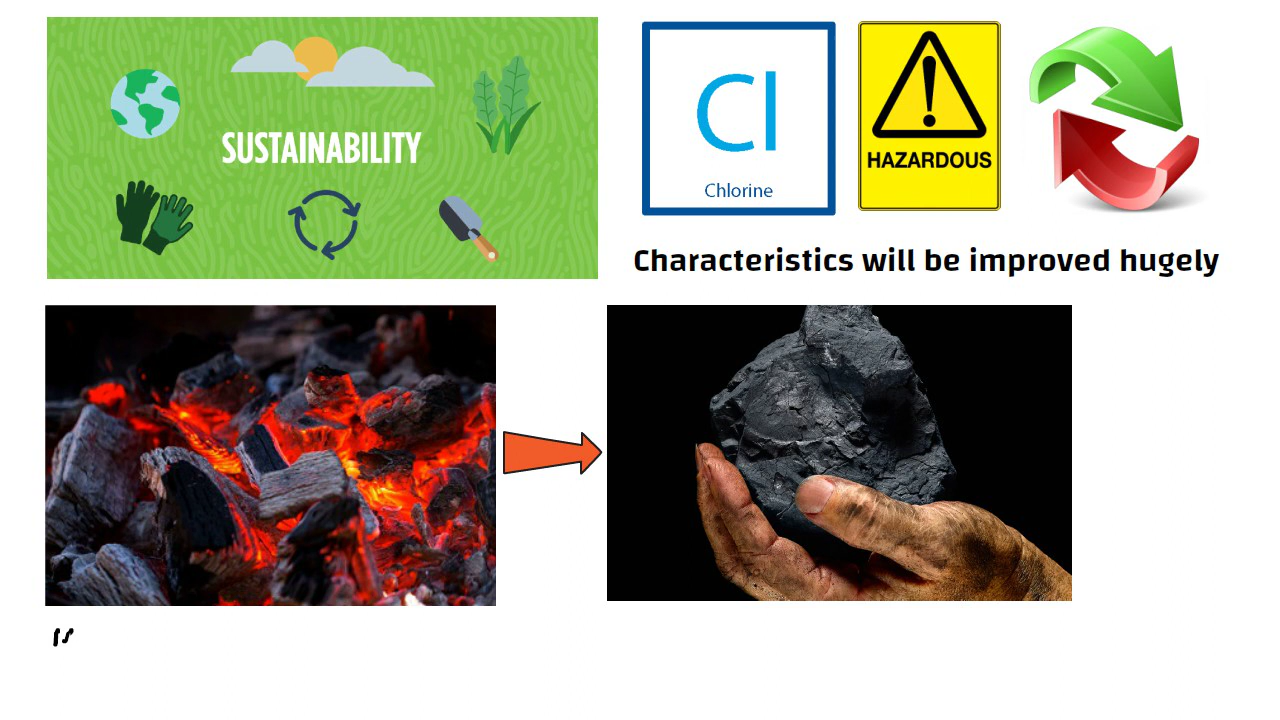 SUSTAINABILITY
Cl
Chlorine
HAZARDOUS
Characteristics will be improved hugely